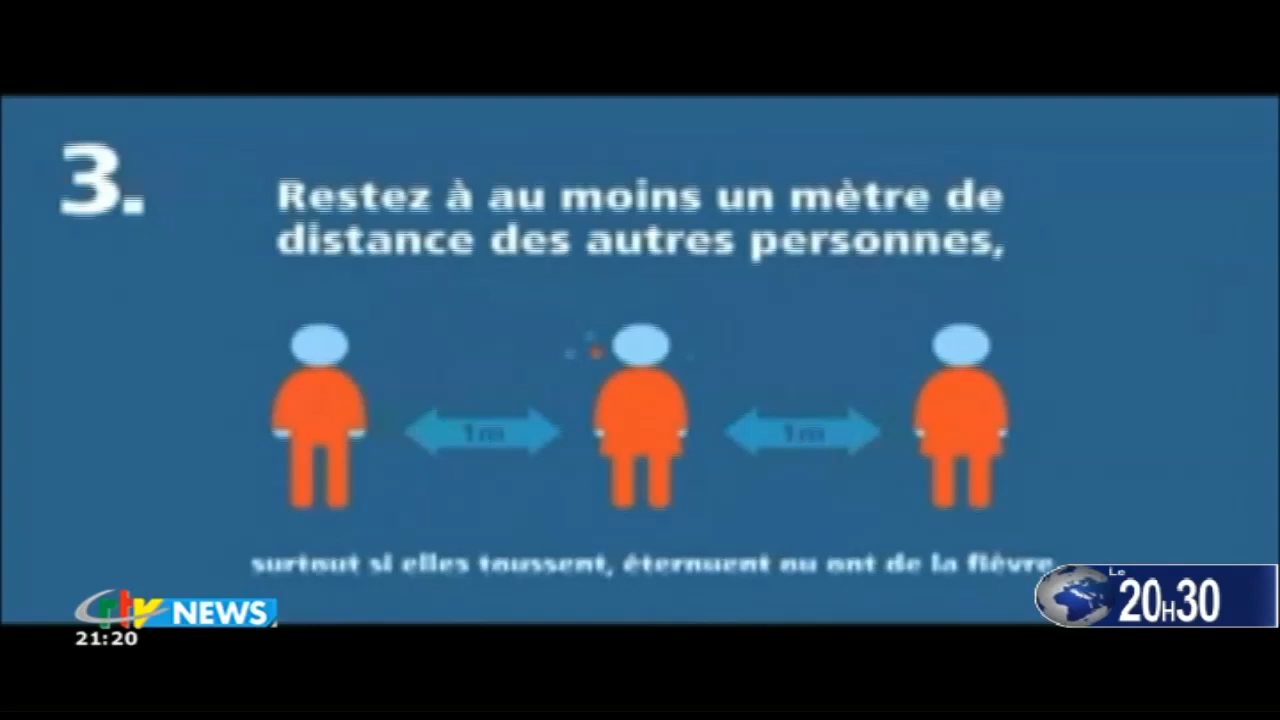 3.
Restez à au moins un mètre de
distance des autres personnes,
1m
1m
surtout si elles toussent, éternuent ou ont de la fièvre
crtv NEWS
21:20
Le
20H30